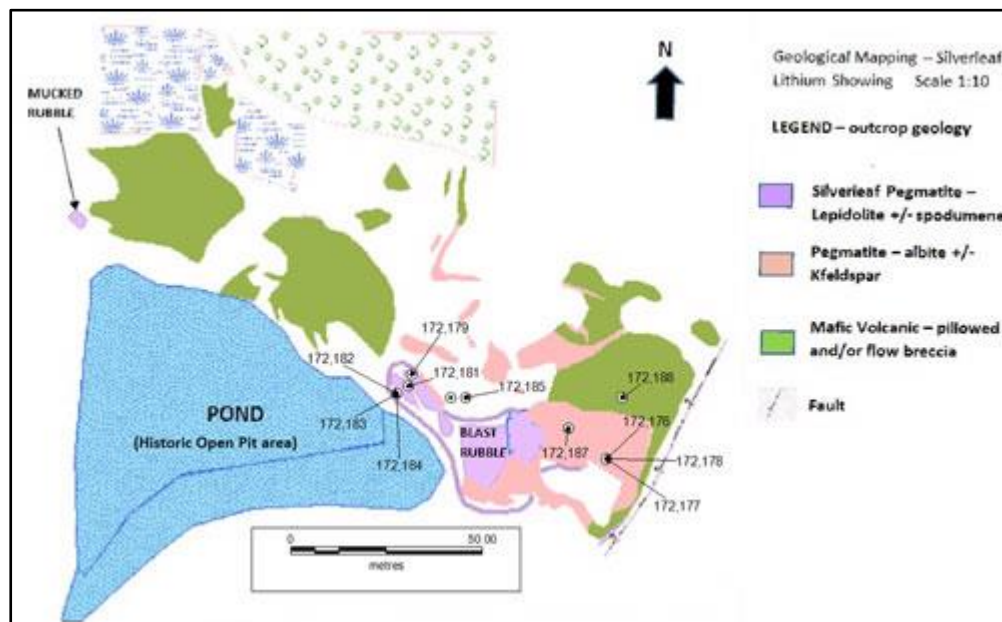 MUCKED
RUBBLE
N
Geological Mapping – Silverleaf
Lithium Showing Scale 1:10
LEGEND – outcrop geology
Silverleaf Pegmatite –
Lepidolite +/- spodumene
Pegmatite – albite +/-
Kfeldspar
Mafic Volcanic – pillowed
and/or flow breccia
Fault
172,179
172,182
172,181
172,185
172,188
172,183
172,184
172,176
172,187
172,178
172,177
POND
(Historic Open Pit area)
BLAST
RUBBLE
0 50 00
metres